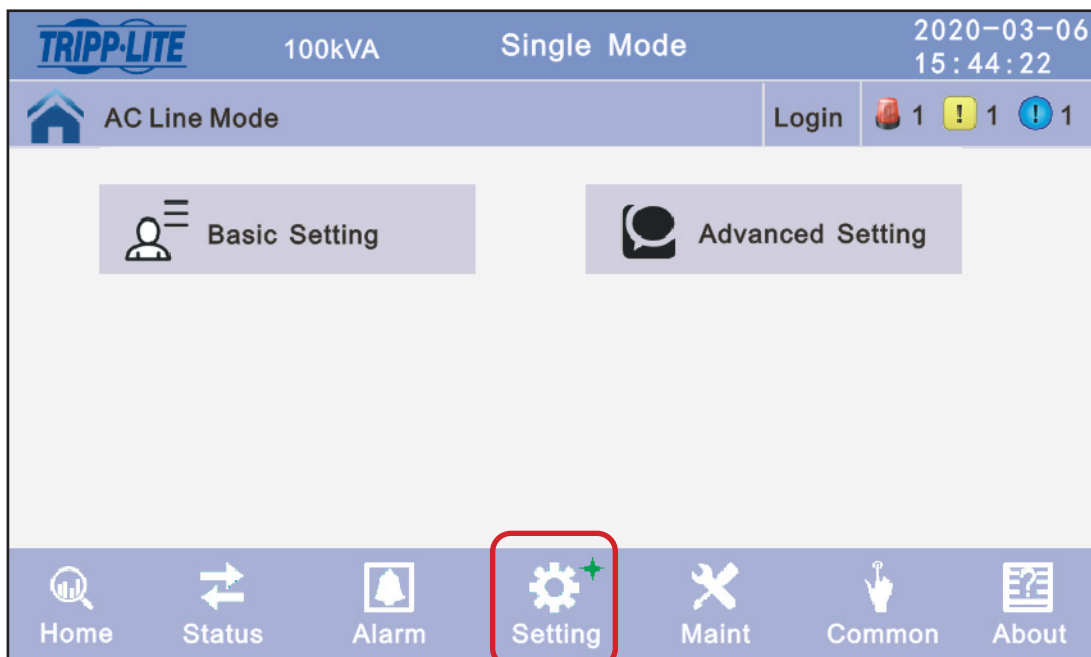 TRIPP·LITE 100kVA Single Mode 2020-03-06
15:44:22
AC Line Mode Login 1 ! 1 ! 1
Basic Setting Advanced Setting
Home Status Alarm Setting Maint Common About